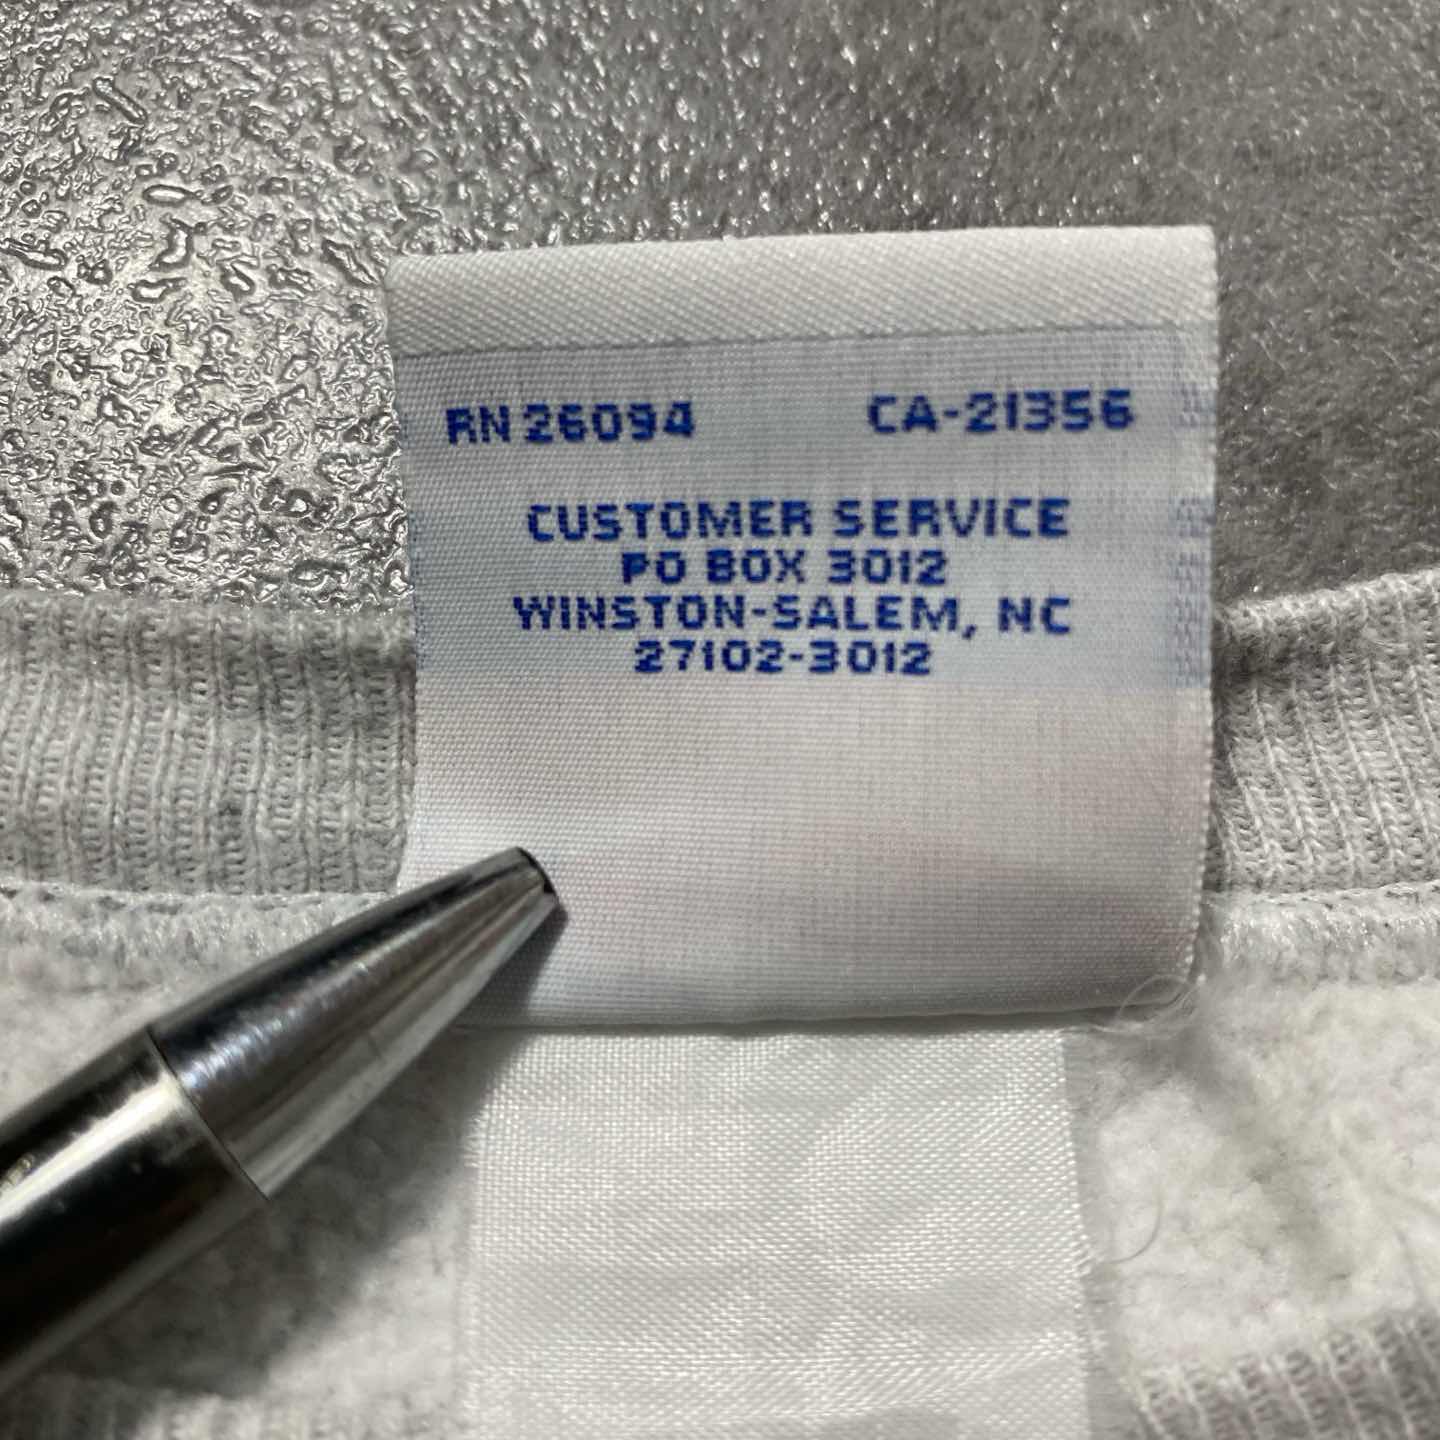 RN 26094 CA-21356
CUSTOMER SERVICE
PO BOX 3012
WINSTON-SALEM, NC
27102-3012